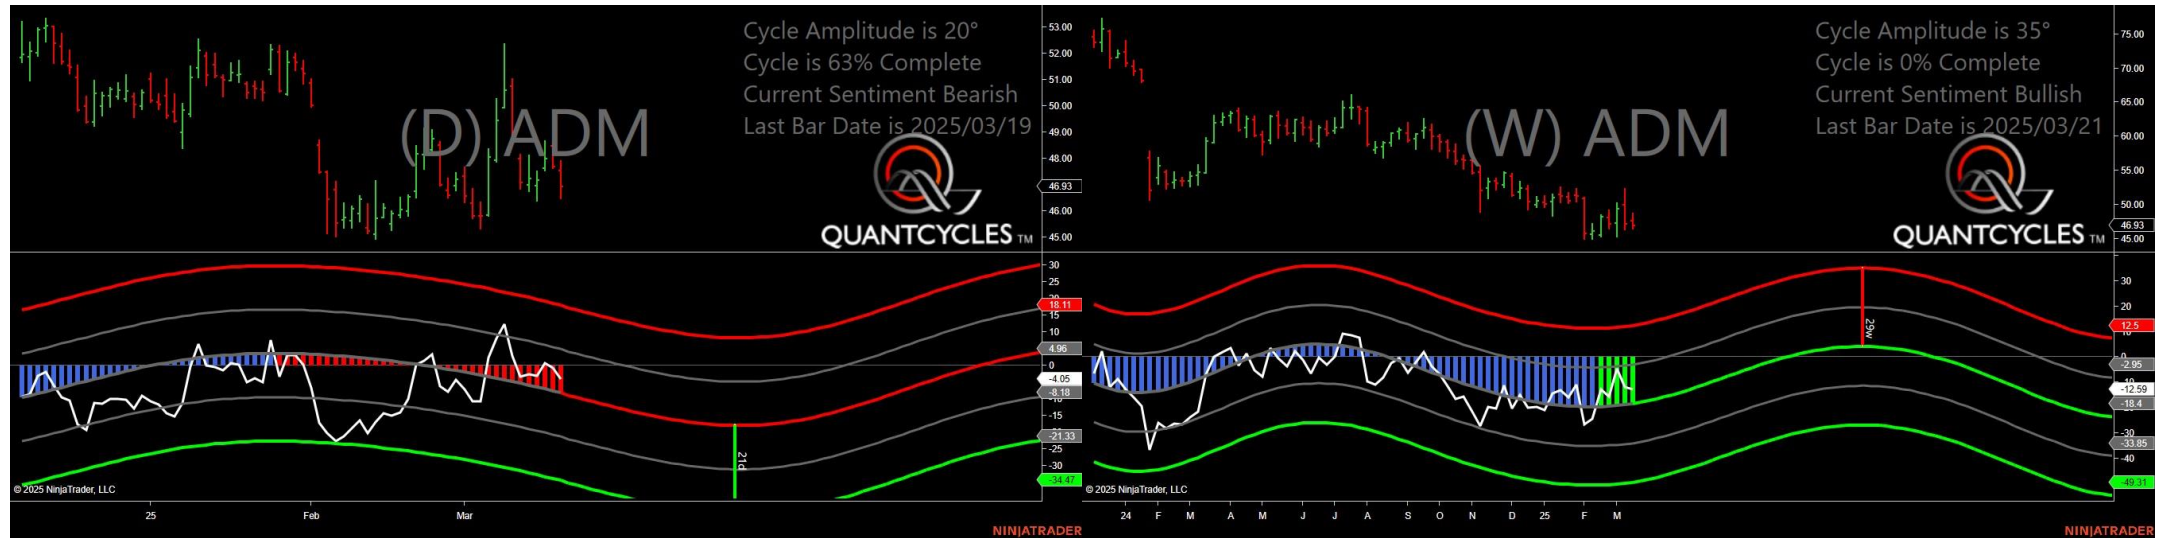 Cycle Amplitude is 20°
Cycle is 63% Complete
Current Sentiment Bearish
Last Bar Date is 2025/03/19
(D) ADM
QUANTCYCLES TM
53.00
52.00
51.00
50.00
49.00
48.00
46.93
46.00
45.00
30
25
18.11
15
10
4.96
0
-4.05
-8.18
-15
-21.33
-25
-30
-34.47
21d
© 2025 NinjaTrader, LLC
25 Feb Mar
NINJATRADER
Cycle Amplitude is 35°
Cycle is 0% Complete
Current Sentiment Bullish
Last Bar Date is 2025/03/21
(W) ADM
QUANTCYCLES TM
75.00
70.00
65.00
60.00
55.00
50.00
46.93
45.00
30
20
12.5
-2.95
-12.59
-18.4
-30
-33.85
-40
-49.31
29w
© 2025 NinjaTrader, LLC
24 F M A M J J A S O N D 25 F M
NINJATRADER